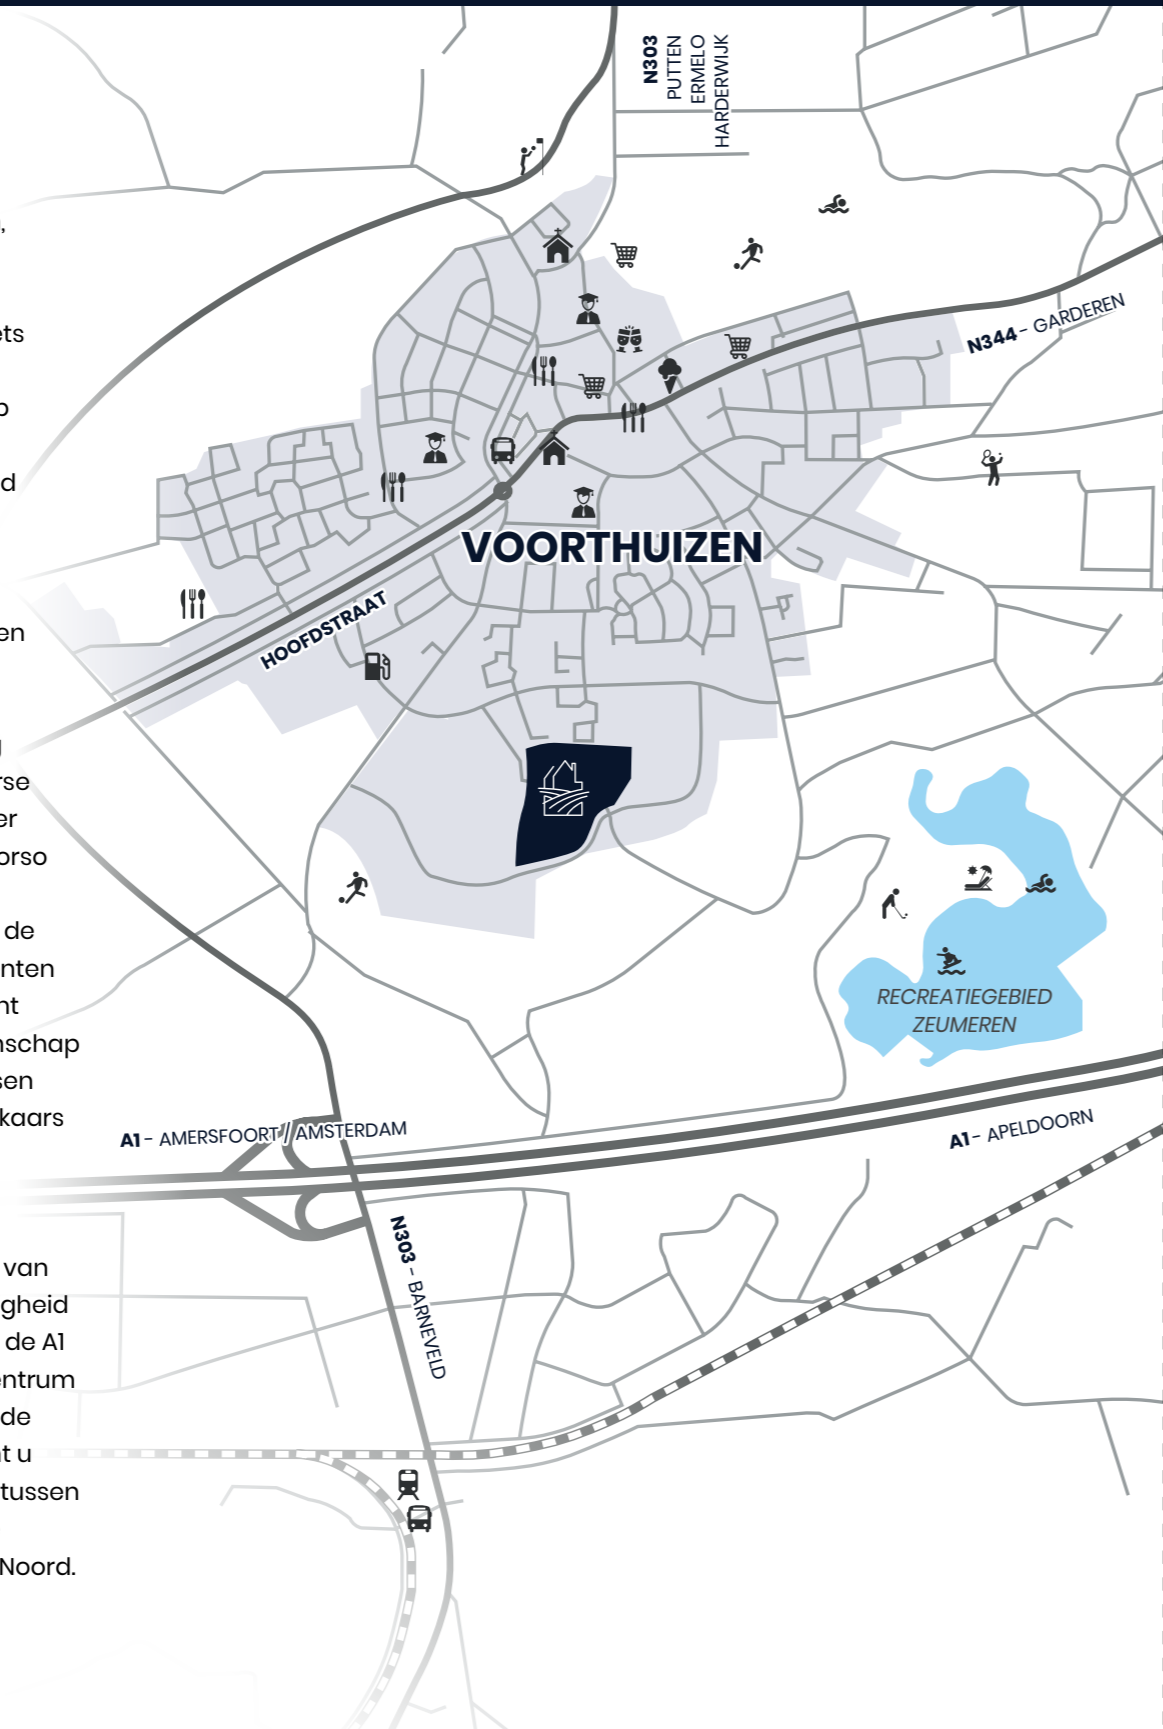 N303
PUTTEN
ERMELO
HARDERWIJK
N344 - GARDEREN
VOORTHUIZEN
HOOFDSTRAAT
RECREATIEGEBIED
ZEUMEREN
A1 - AMERSFOORT / AMSTERDAM
A1 - APELDOORN
N303 - BARNEVELD
ets
d
en
rse
er
orso
de
nten
nt
nschap
sen
kaars
van
gheid
de A1
entrum
de
t u
tussen
Noord.